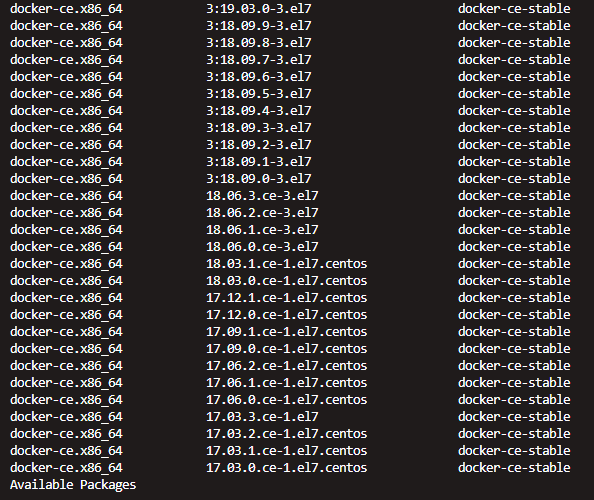 docker-ce.x86_64 3:19.03.0-3.el7 docker-ce-stable
docker-ce.x86_64 3:18.09.9-3.el7 docker-ce-stable
docker-ce.x86_64 3:18.09.8-3.el7 docker-ce-stable
docker-ce.x86_64 3:18.09.7-3.el7 docker-ce-stable
docker-ce.x86_64 3:18.09.6-3.el7 docker-ce-stable
docker-ce.x86_64 3:18.09.5-3.el7 docker-ce-stable
docker-ce.x86_64 3:18.09.4-3.el7 docker-ce-stable
docker-ce.x86_64 3:18.09.3-3.el7 docker-ce-stable
docker-ce.x86_64 3:18.09.2-3.el7 docker-ce-stable
docker-ce.x86_64 3:18.09.1-3.el7 docker-ce-stable
docker-ce.x86_64 3:18.09.0-3.el7 docker-ce-stable
docker-ce.x86_64 18.06.3.ce-3.el7 docker-ce-stable
docker-ce.x86_64 18.06.2.ce-3.el7 docker-ce-stable
docker-ce.x86_64 18.06.1.ce-3.el7 docker-ce-stable
docker-ce.x86_64 18.06.0.ce-3.el7 docker-ce-stable
docker-ce.x86_64 18.03.1.ce-1.el7.centos docker-ce-stable
docker-ce.x86_64 18.03.0.ce-1.el7.centos docker-ce-stable
docker-ce.x86_64 17.12.1.ce-1.el7.centos docker-ce-stable
docker-ce.x86_64 17.12.0.ce-1.el7.centos docker-ce-stable
docker-ce.x86_64 17.09.1.ce-1.el7.centos docker-ce-stable
docker-ce.x86_64 17.09.0.ce-1.el7.centos docker-ce-stable
docker-ce.x86_64 17.06.2.ce-1.el7.centos docker-ce-stable
docker-ce.x86_64 17.06.1.ce-1.el7.centos docker-ce-stable
docker-ce.x86_64 17.06.0.ce-1.el7.centos docker-ce-stable
docker-ce.x86_64 17.03.3.ce-1.el7 docker-ce-stable
docker-ce.x86_64 17.03.2.ce-1.el7.centos docker-ce-stable
docker-ce.x86_64 17.03.1.ce-1.el7.centos docker-ce-stable
docker-ce.x86_64 17.03.0.ce-1.el7.centos docker-ce-stable
Available Packages